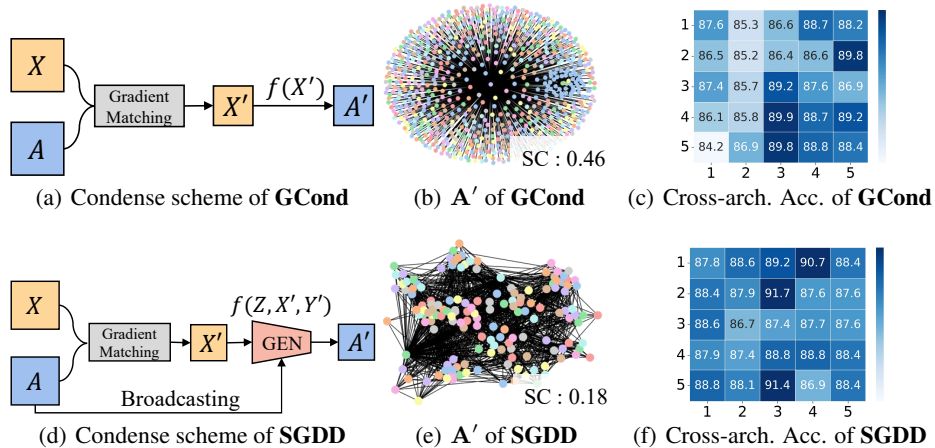 X
A
Gradient
Matching
X′
f(X′)
A′
SC : 0.46
1 87.6 85.3 86.6 88.7 88.2
2 86.5 85.2 86.4 86.6 89.8
3 87.4 85.7 89.2 87.6 86.9
4 86.1 85.8 89.9 88.7 89.2
5 84.2 86.9 89.8 88.8 88.4
1 2 3 4 5
(a) Condense scheme of GCond
(b) A′ of GCond
(c) Cross-arch. Acc. of GCond
X
A
Gradient
Matching
X′
f(Z, X′, Y′)
GEN
A′
Broadcasting
SC : 0.18
1 87.8 88.6 89.2 90.7 88.4
2 88.4 87.9 91.7 87.6 87.6
3 88.6 86.7 87.4 87.7 87.6
4 87.9 87.4 88.8 88.8 88.4
5 88.8 88.1 91.4 86.9 88.4
1 2 3 4 5
(d) Condense scheme of SGDD
(e) A′ of SGDD
(f) Cross-arch. Acc. of SGDD